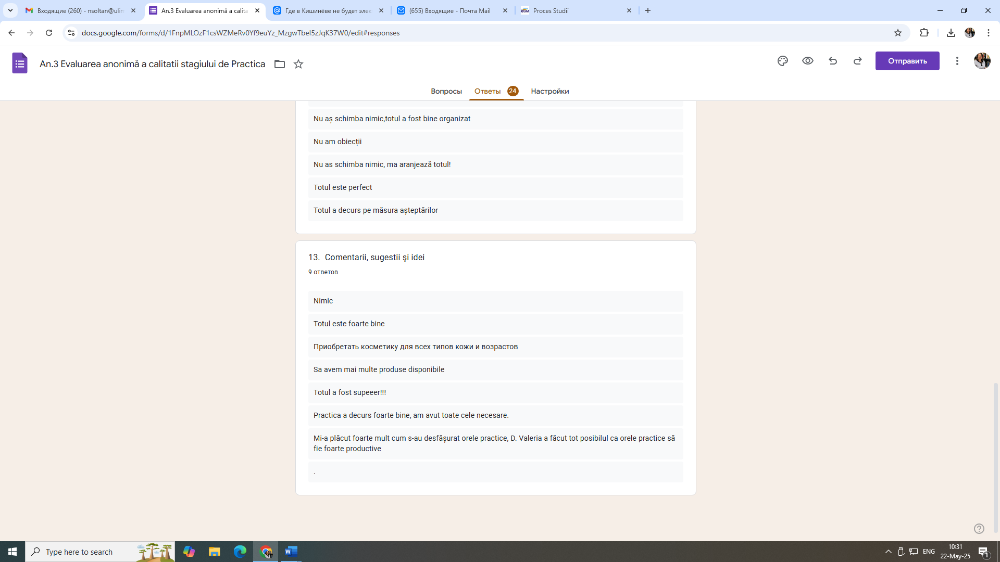 Входящие (260) - nsoltan@ulim
An.3 Evaluarea anonimă a calita
Где в Кишинёве не будет элек
(655) Входящие - Почта Mail
Proces Studii
docs.google.com/forms/d/1FnpMLOzF1csWZMeRv0Yf9euYz_MzgwTbeI5zJqK37W0/edit#responses
An.3 Evaluarea anonimă a calitatii stagiului de Practica
Отправить
Вопросы
Ответы 24
Настройки
Nu aș schimba nimic,totul a fost bine organizat
Nu am obiecții
Nu as schimba nimic, ma aranjează totul!
Totul este perfect
Totul a decurs pe măsura așteptărilor
13. Comentarii, sugestii şi idei
9 ответов
Nimic
Totul este foarte bine
Приобретать косметику для всех типов кожи и возрастов
Sa avem mai multe produse disponibile
Totul a fost supeeer!!!
Practica a decurs foarte bine, am avut toate cele necesare.
Mi-a plăcut foarte mult cum s-au desfășurat orele practice, D. Valeria a făcut tot posibilul ca orele practice să
fie foarte productive
.
Type here to search
ENG
10:31
22-May-25
1